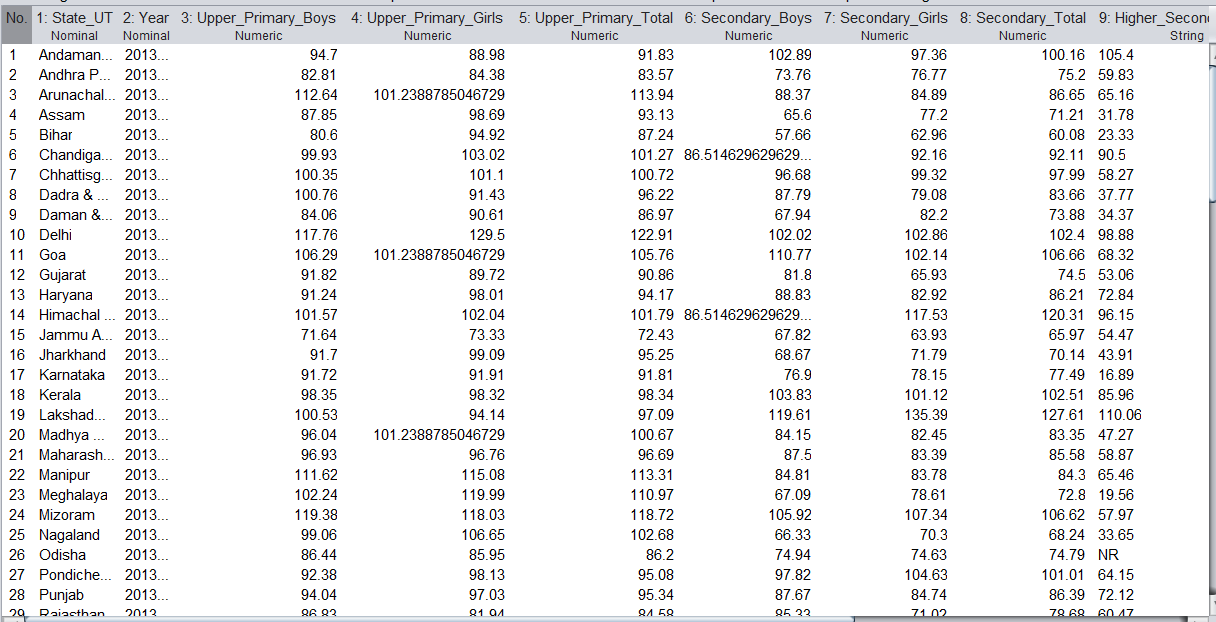 No. 1: State_UT 2: Year 3: Upper_Primary_Boys 4: Upper_Primary_Girls 5: Upper_Primary_Total 6: Secondary_Boys 7: Secondary_Girls 8: Secondary_Total 9: Higher_Secon
Nominal Nominal Numeric Numeric Numeric Numeric Numeric Numeric String
1 Andaman... 2013... 94.7 88.98 91.83 102.89 97.36 100.16 105.4
2 Andhra P... 2013... 82.81 84.38 83.57 73.76 76.77 75.2 59.83
3 Arunachal... 2013... 112.64 101.2388785046729 113.94 88.37 84.89 86.65 65.16
4 Assam 2013... 87.85 98.69 93.13 65.6 77.2 71.21 31.78
5 Bihar 2013... 80.6 94.92 87.24 57.66 62.96 60.08 23.33
6 Chandiga... 2013... 99.93 103.02 101.27 86.514629629629... 92.16 92.11 90.5
7 Chhattisg... 2013... 100.35 101.1 100.72 96.68 99.32 97.99 58.27
8 Dadra & ... 2013... 100.76 91.43 96.22 87.79 79.08 83.66 37.77
9 Daman &... 2013... 84.06 90.61 86.97 67.94 82.2 73.88 34.37
10 Delhi 2013... 117.76 129.5 122.91 102.02 102.86 102.4 98.88
11 Goa 2013... 106.29 101.2388785046729 105.76 110.77 102.14 106.66 68.32
12 Gujarat 2013... 91.82 89.72 90.86 81.8 65.93 74.5 53.06
13 Haryana 2013... 91.24 98.01 94.17 88.83 82.92 86.21 72.84
14 Himachal ... 2013... 101.57 102.04 101.79 86.514629629629... 117.53 120.31 96.15
15 Jammu A... 2013... 71.64 73.33 72.43 67.82 63.93 65.97 54.47
16 Jharkhand 2013... 91.7 99.09 95.25 68.67 71.79 70.14 43.91
17 Karnataka 2013... 91.72 91.91 91.81 76.9 78.15 77.49 16.89
18 Kerala 2013... 98.35 98.32 98.34 103.83 101.12 102.51 85.96
19 Lakshad... 2013... 100.53 94.14 97.09 119.61 135.39 127.61 110.06
20 Madhya ... 2013... 96.04 101.2388785046729 100.67 84.15 82.45 83.35 47.27
21 Maharash... 2013... 96.93 96.76 96.69 87.5 83.39 85.58 58.87
22 Manipur 2013... 111.62 115.08 113.31 84.81 83.78 84.3 65.46
23 Meghalaya 2013... 102.24 119.99 110.97 67.09 78.61 72.8 19.56
24 Mizoram 2013... 119.38 118.03 118.72 105.92 107.34 106.62 57.97
25 Nagaland 2013... 99.06 106.65 102.68 66.33 70.3 68.24 33.65
26 Odisha 2013... 86.44 85.95 86.2 74.94 74.63 74.79 NR
27 Pondiche... 2013... 92.38 98.13 95.08 97.82 104.63 101.01 64.15
28 Punjab 2013... 94.04 97.03 95.34 87.67 84.74 86.39 72.12
29 Rajasthan 2013... 86.83 81.94 84.58 85.33 71.02 78.68 60.47